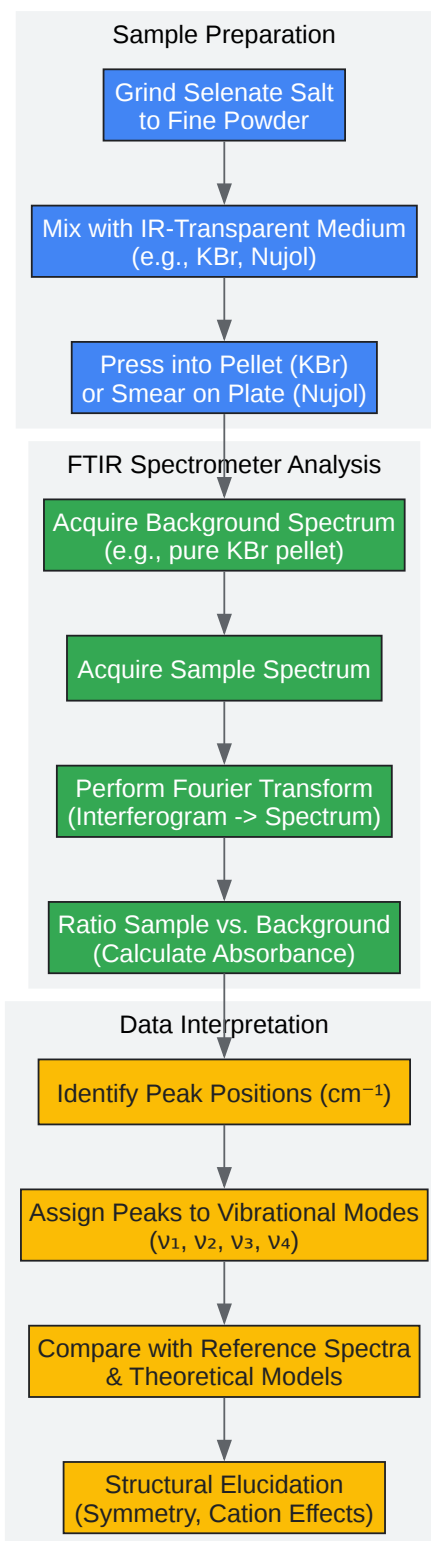 Sample Preparation
Grind Selenate Salt
to Fine Powder
Mix with IR-Transparent Medium
(e.g., KBr, Nujol)
Press into Pellet (KBr)
or Smear on Plate (Nujol)
FTIR Spectrometer Analysis
Acquire Background Spectrum
(e.g., pure KBr pellet)
Acquire Sample Spectrum
Perform Fourier Transform
(Interferogram -> Spectrum)
Ratio Sample vs. Background
(Calculate Absorbance)
Data Interpretation
Identify Peak Positions (cm⁻¹)
Assign Peaks to Vibrational Modes
(ν₁, ν₂, ν₃, ν₄)
Compare with Reference Spectra
& Theoretical Models
Structural Elucidation
(Symmetry, Cation Effects)